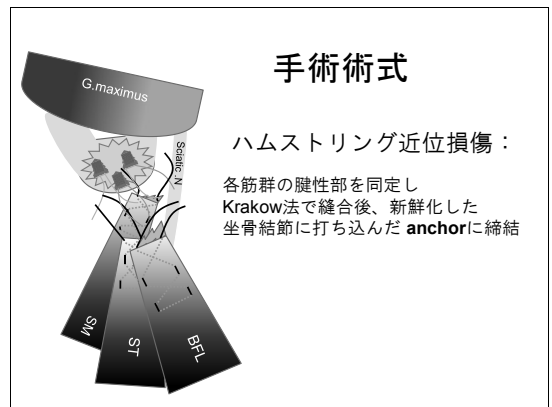 手術術式
G.maximus
Sciatic .N
ハムストリング近位損傷：
各筋群の腱性部を同定し
Krakow法で縫合後、新鮮化した
坐骨結節に打ち込んだ anchorに締結
SM
ST
BFL